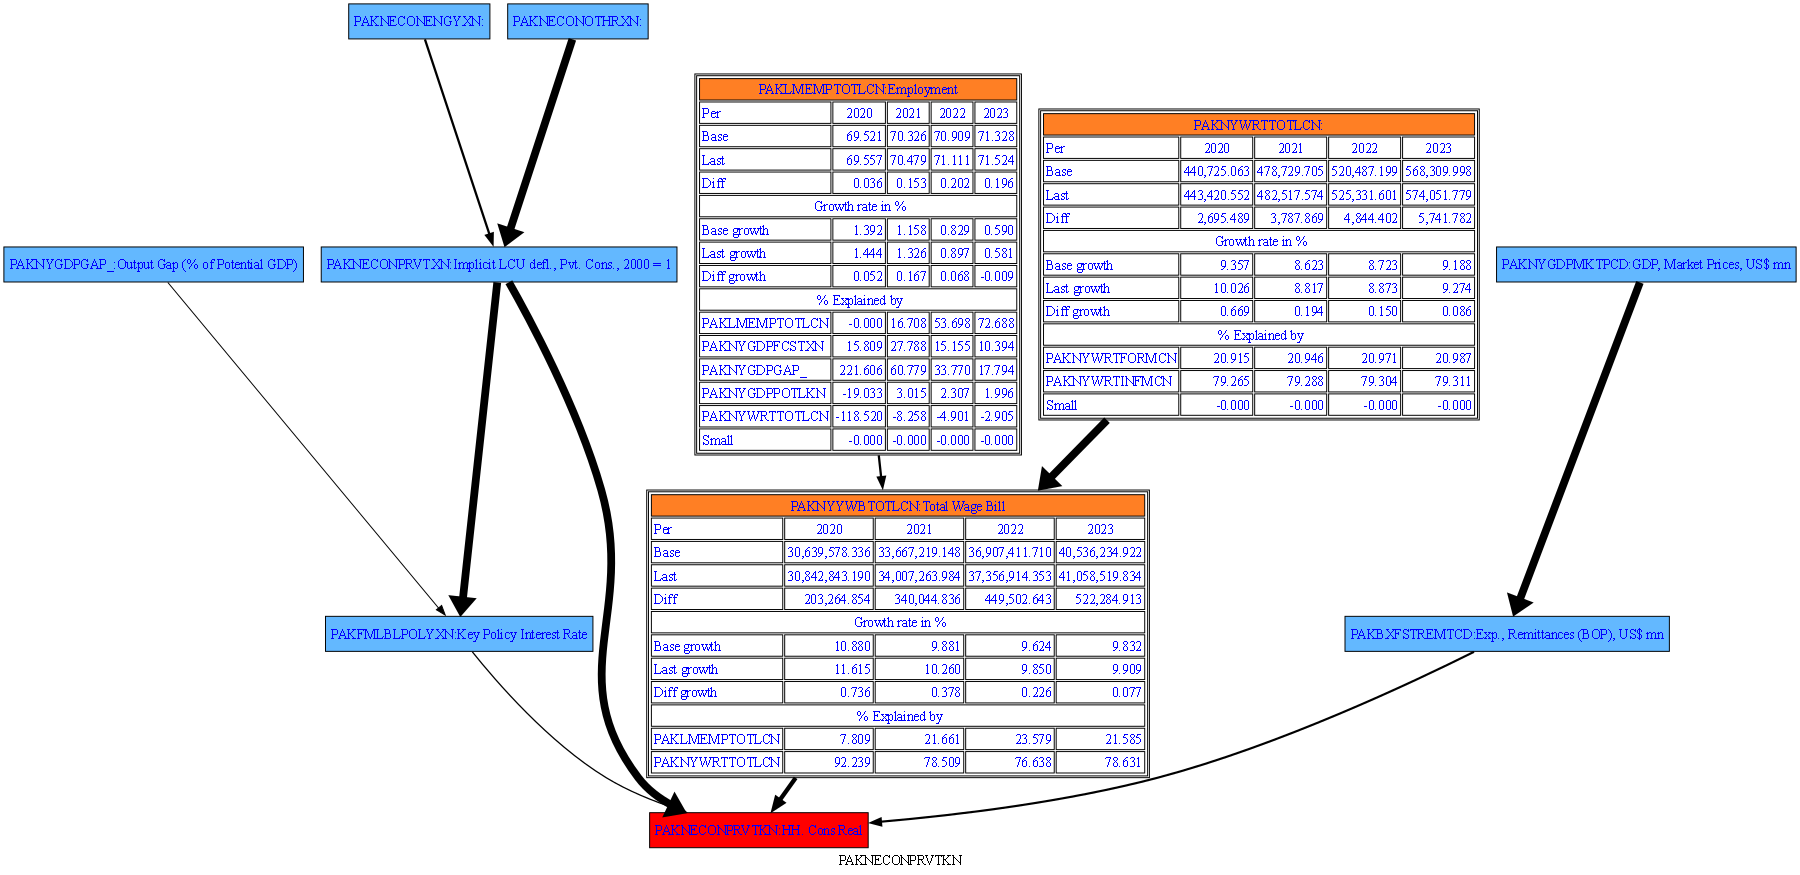 PAKNECONENGYXN:
PAKNECONOTHRXN:
PAKLMEMPTOTLCN:Employment
Per 2020 2021 2022 2023
Base 69.521 70.326 70.909 71.328
Last 69.557 70.479 71.111 71.524
Diff 0.036 0.153 0.202 0.196
Growth rate in %
Base growth 1.392 1.158 0.829 0.590
Last growth 1.444 1.326 0.897 0.581
Diff growth 0.052 0.167 0.068 -0.009
% Explained by
PAKLMEMPTOTLCN -0.000 16.708 53.698 72.688
PAKNYGDPFCSTXN 15.809 27.788 15.155 10.394
PAKNYGDPGAP_ 221.606 60.779 33.770 17.794
PAKNYGDPPOTLKN -19.033 3.015 2.307 1.996
PAKNYWRTTOTLCN -118.520 -8.258 -4.901 -2.905
Small -0.000 -0.000 -0.000 -0.000
PAKNYWRTTOTLCN:
Per 2020 2021 2022 2023
Base 440,725.063 478,729.705 520,487.199 568,309.998
Last 443,420.552 482,517.574 525,331.601 574,051.779
Diff 2,695.489 3,787.869 4,844.402 5,741.782
Growth rate in %
Base growth 9.357 8.623 8.723 9.188
Last growth 10.026 8.817 8.873 9.274
Diff growth 0.669 0.194 0.150 0.086
% Explained by
PAKNYWRTFORMCN 20.915 20.946 20.971 20.987
PAKNYWRTINFMCN 79.265 79.288 79.304 79.311
Small -0.000 -0.000 -0.000 -0.000
PAKNYGDPGAP_:Output Gap (% of Potential GDP)
PAKNECONPRVTXN:Implicit LCU defl., Pvt. Cons., 2000 = 1
PAKNYGDPMKTPCD:GDP, Market Prices, US$ mn
PAKNYYWBTOTLCN:Total Wage Bill
Per 2020 2021 2022 2023
Base 30,639,578.336 33,667,219.148 36,907,411.710 40,536,234.922
Last 30,842,843.190 34,007,263.984 37,356,914.353 41,058,519.834
Diff 203,264.854 340,044.836 449,502.643 522,284.913
Growth rate in %
Base growth 10.880 9.881 9.624 9.832
Last growth 11.615 10.260 9.850 9.909
Diff growth 0.736 0.378 0.226 0.077
% Explained by
PAKLMEMPTOTLCN 7.809 21.661 23.579 21.585
PAKNYWRTTOTLCN 92.239 78.509 76.638 78.631
PAKFMLBLPOLYXN:Key Policy Interest Rate
PAKBXFSTREMTCD:Exp., Remittances (BOP), US$ mn
PAKNECONPRVTKN:HH. Cons Real
PAKNECONPRVTKN